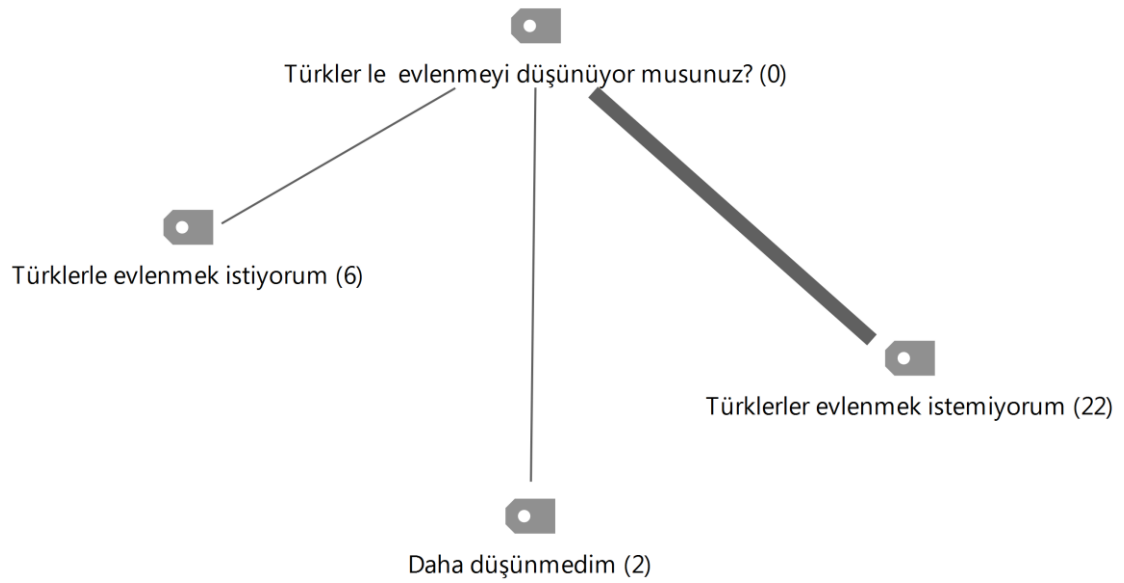 Türkler le evlenmeyi düşünüyor musunuz? (0)
Türklerle evlenmek istiyorum (6)
Türklerler evlenmek istemiyorum (22)
Daha düşünmedim (2)